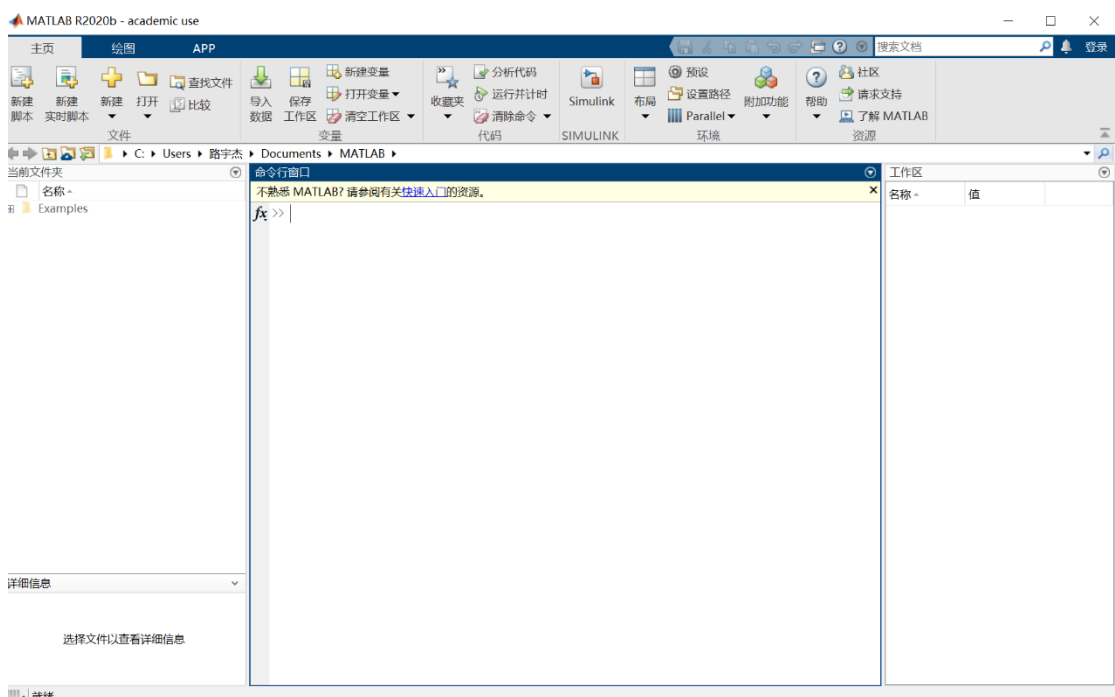 MATLAB R2020b - academic use
主页 绘图 APP 搜索文档 登录
新建脚本 新建实时脚本 新建 打开 查找文件 比较
导入数据 保存工作区 新建变量 打开变量 清空工作区
收藏夹 分析代码 运行并计时 清除命令
Simulink
布局 预设 设置路径 Parallel 附加功能
帮助 社区 请求支持 了解 MATLAB
文件 变量 代码 SIMULINK 环境 资源
C: Users 路宇杰 Documents MATLAB
当前文件夹
名称
Examples
命令行窗口
不熟悉 MATLAB? 请参阅有关快速入门的资源。
fx >>
工作区
名称 值
详细信息
选择文件以查看详细信息
就绪